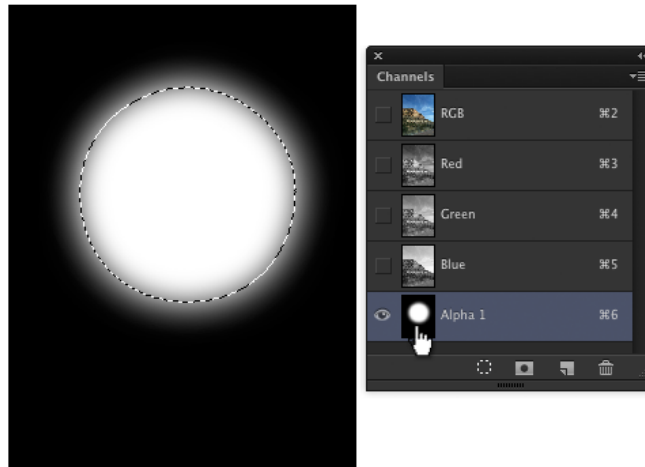 Channels
RGB ⌘2
Red ⌘3
Green ⌘4
Blue ⌘5
Alpha 1 ⌘6